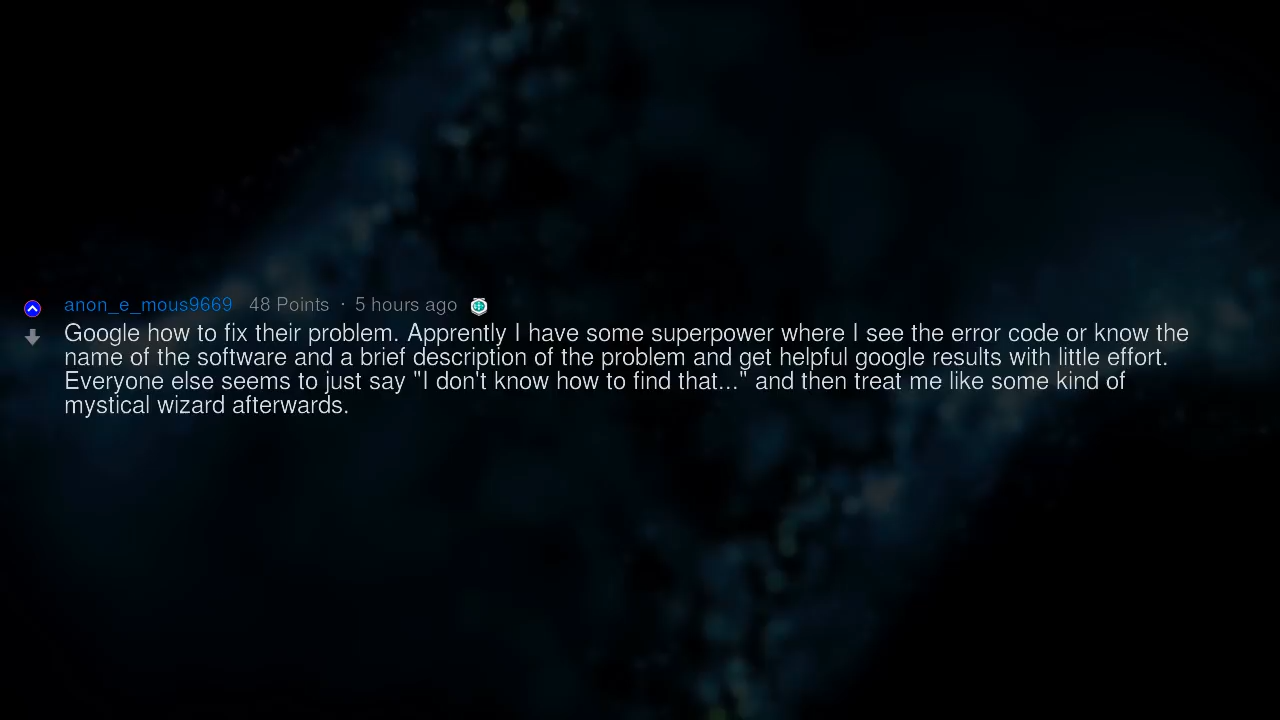 anon_e_mous9669 48 Points · 5 hours ago
Google how to fix their problem. Apprently I have some superpower where I see the error code or know the
name of the software and a brief description of the problem and get helpful google results with little effort.
Everyone else seems to just say "I don't know how to find that..." and then treat me like some kind of
mystical wizard afterwards.